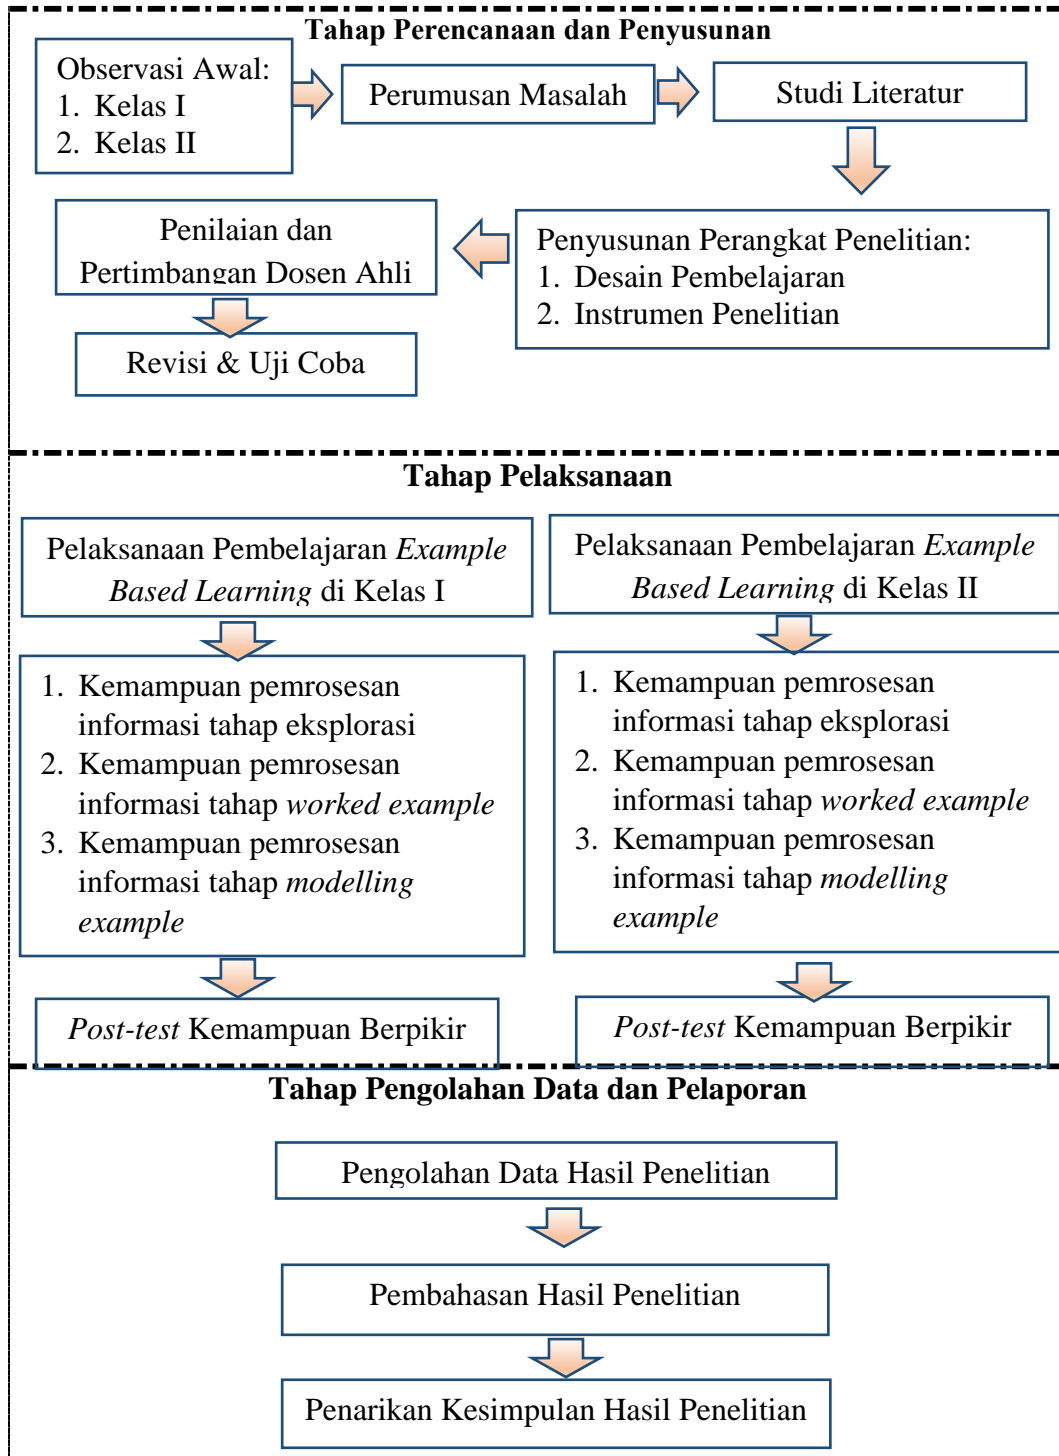 Tahap Perencanaan dan Penyusunan
Observasi Awal:
1. Kelas I
2. Kelas II
Perumusan Masalah
Studi Literatur
Penyusunan Perangkat Penelitian:
1. Desain Pembelajaran
2. Instrumen Penelitian
Penilaian dan
Pertimbangan Dosen Ahli
Revisi & Uji Coba
Tahap Pelaksanaan
Pelaksanaan Pembelajaran Example
Based Learning di Kelas I
1. Kemampuan pemrosesan
informasi tahap eksplorasi
2. Kemampuan pemrosesan
informasi tahap worked example
3. Kemampuan pemrosesan
informasi tahap modelling
example
Post-test Kemampuan Berpikir
Pelaksanaan Pembelajaran Example
Based Learning di Kelas II
1. Kemampuan pemrosesan
informasi tahap eksplorasi
2. Kemampuan pemrosesan
informasi tahap worked example
3. Kemampuan pemrosesan
informasi tahap modelling
example
Post-test Kemampuan Berpikir
Tahap Pengolahan Data dan Pelaporan
Pengolahan Data Hasil Penelitian
Pembahasan Hasil Penelitian
Penarikan Kesimpulan Hasil Penelitian